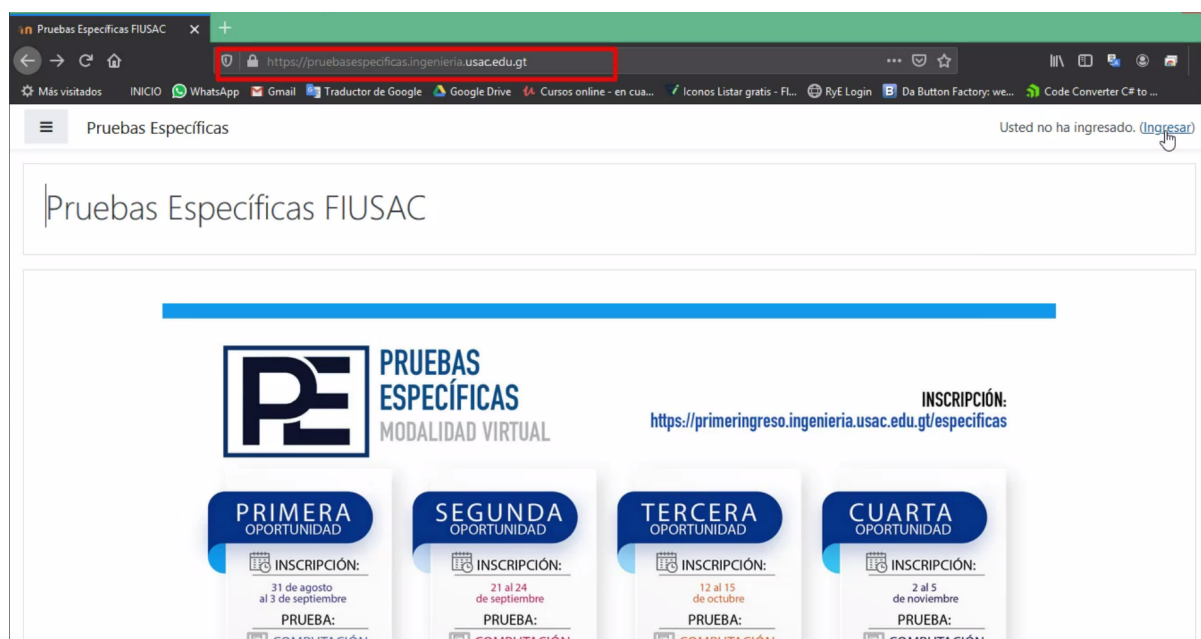 Pruebas Específicas FIUSAC
https://pruebasespecificas.ingenieria.usac.edu.gt
Más visitados INICIO WhatsApp Gmail Traductor de Google Google Drive Cursos online - en cua... Iconos Listar gratis - Fl... RyE Login Da Button Factory: we... Code Converter C# to ...
Pruebas Específicas
Usted no ha ingresado. (Ingresar)
Pruebas Específicas FIUSAC
PE
PRUEBAS
ESPECÍFICAS
MODALIDAD VIRTUAL
INSCRIPCIÓN:
https://primeringreso.ingenieria.usac.edu.gt/especificas
PRIMERA
OPORTUNIDAD
INSCRIPCIÓN:
31 de agosto
al 3 de septiembre
PRUEBA:
COMPUTACIÓN
SEGUNDA
OPORTUNIDAD
INSCRIPCIÓN:
21 al 24
de septiembre
PRUEBA:
COMPUTACIÓN
TERCERA
OPORTUNIDAD
INSCRIPCIÓN:
12 al 15
de octubre
PRUEBA:
COMPUTACIÓN
CUARTA
OPORTUNIDAD
INSCRIPCIÓN:
2 al 5
de noviembre
PRUEBA:
COMPUTACIÓN